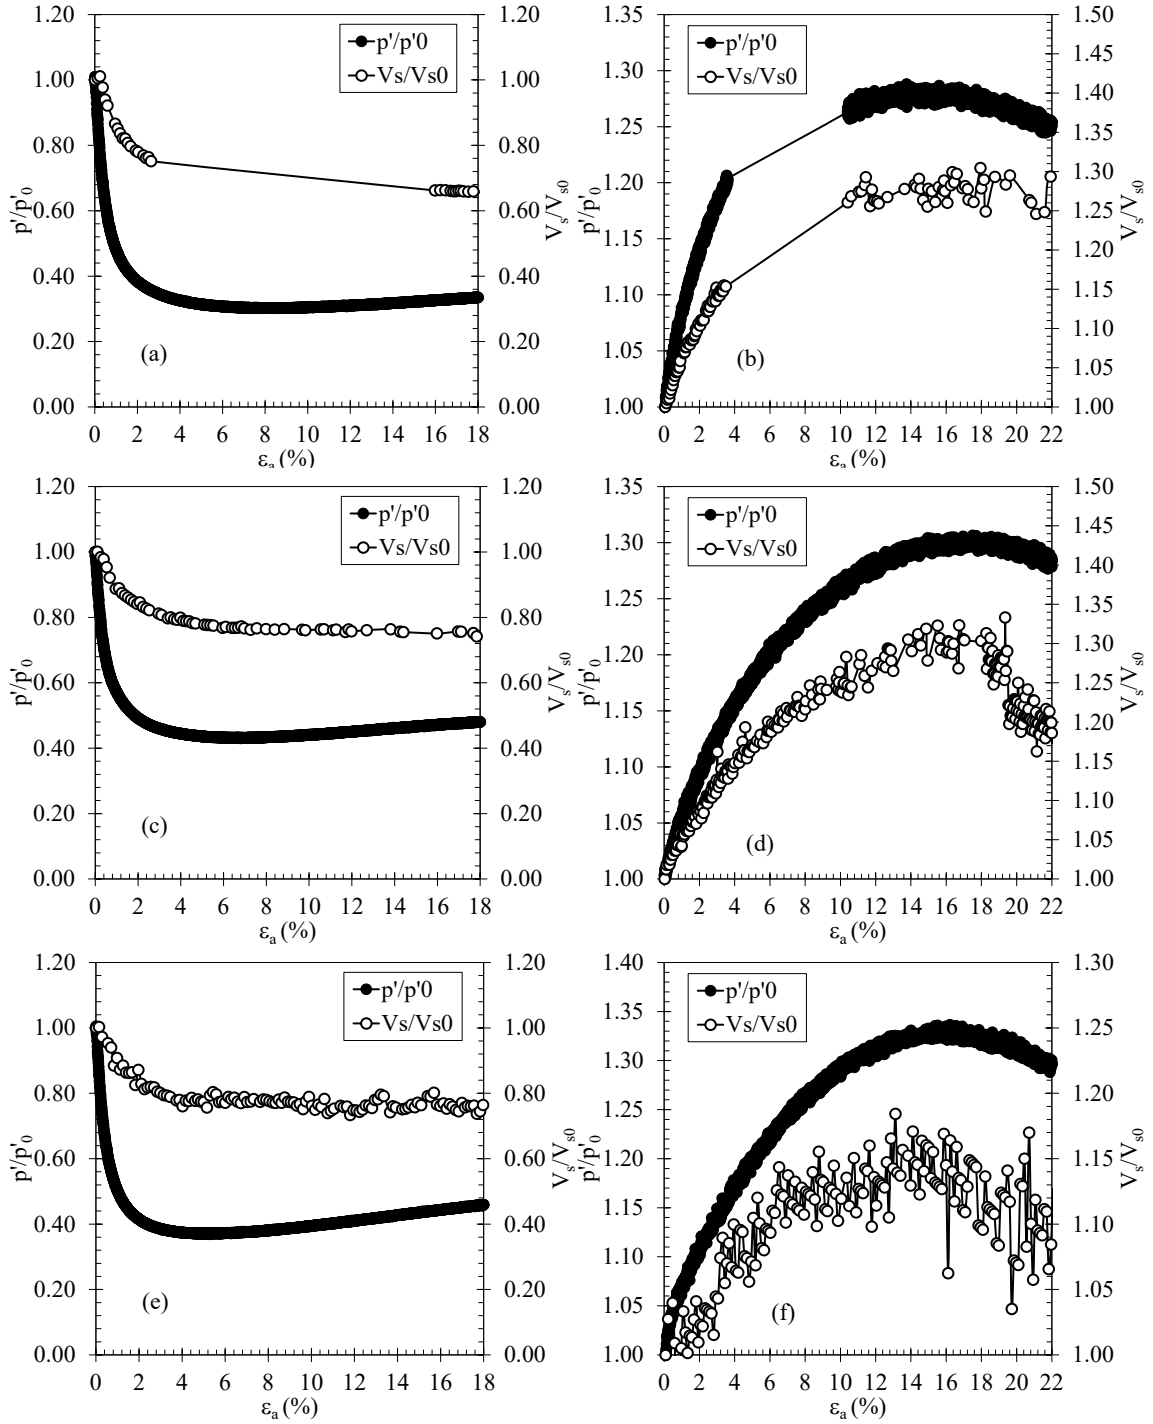 1.20 1.20
1.00 1.00
0.80 0.80
0.60 0.60
0.40 0.40
0.20 0.20
0.00 0.00
0 2 4 6 8 10 12 14 16 18
p'/p'0
Vs/Vs0
(a)
p'/p'0
Vs/Vs0
εa (%)
1.35 1.50
1.30 1.45
1.25 1.40
1.20 1.35
1.15 1.30
1.10 1.25
1.05 1.20
1.00 1.15
1.10
1.05
1.00
0 2 4 6 8 10 12 14 16 18 20 22
p'/p'0
Vs/Vs0
(b)
p'/p'0
Vs/Vs0
εa (%)
1.20 1.20
1.00 1.00
0.80 0.80
0.60 0.60
0.40 0.40
0.20 0.20
0.00 0.00
0 2 4 6 8 10 12 14 16 18
p'/p'0
Vs/Vs0
(c)
p'/p'0
Vs/Vs0
εa (%)
1.35 1.50
1.30 1.45
1.25 1.40
1.20 1.35
1.15 1.30
1.10 1.25
1.05 1.20
1.00 1.15
1.10
1.05
1.00
0 2 4 6 8 10 12 14 16 18 20 22
p'/p'0
Vs/Vs0
(d)
p'/p'0
Vs/Vs0
εa (%)
1.20 1.20
1.00 1.00
0.80 0.80
0.60 0.60
0.40 0.40
0.20 0.20
0.00 0.00
0 2 4 6 8 10 12 14 16 18
p'/p'0
Vs/Vs0
(e)
p'/p'0
Vs/Vs0
εa (%)
1.40 1.30
1.35 1.25
1.30 1.20
1.25 1.15
1.20 1.10
1.15 1.05
1.10 1.00
1.05
1.00
0 2 4 6 8 10 12 14 16 18 20 22
p'/p'0
Vs/Vs0
(f)
p'/p'0
Vs/Vs0
εa (%)